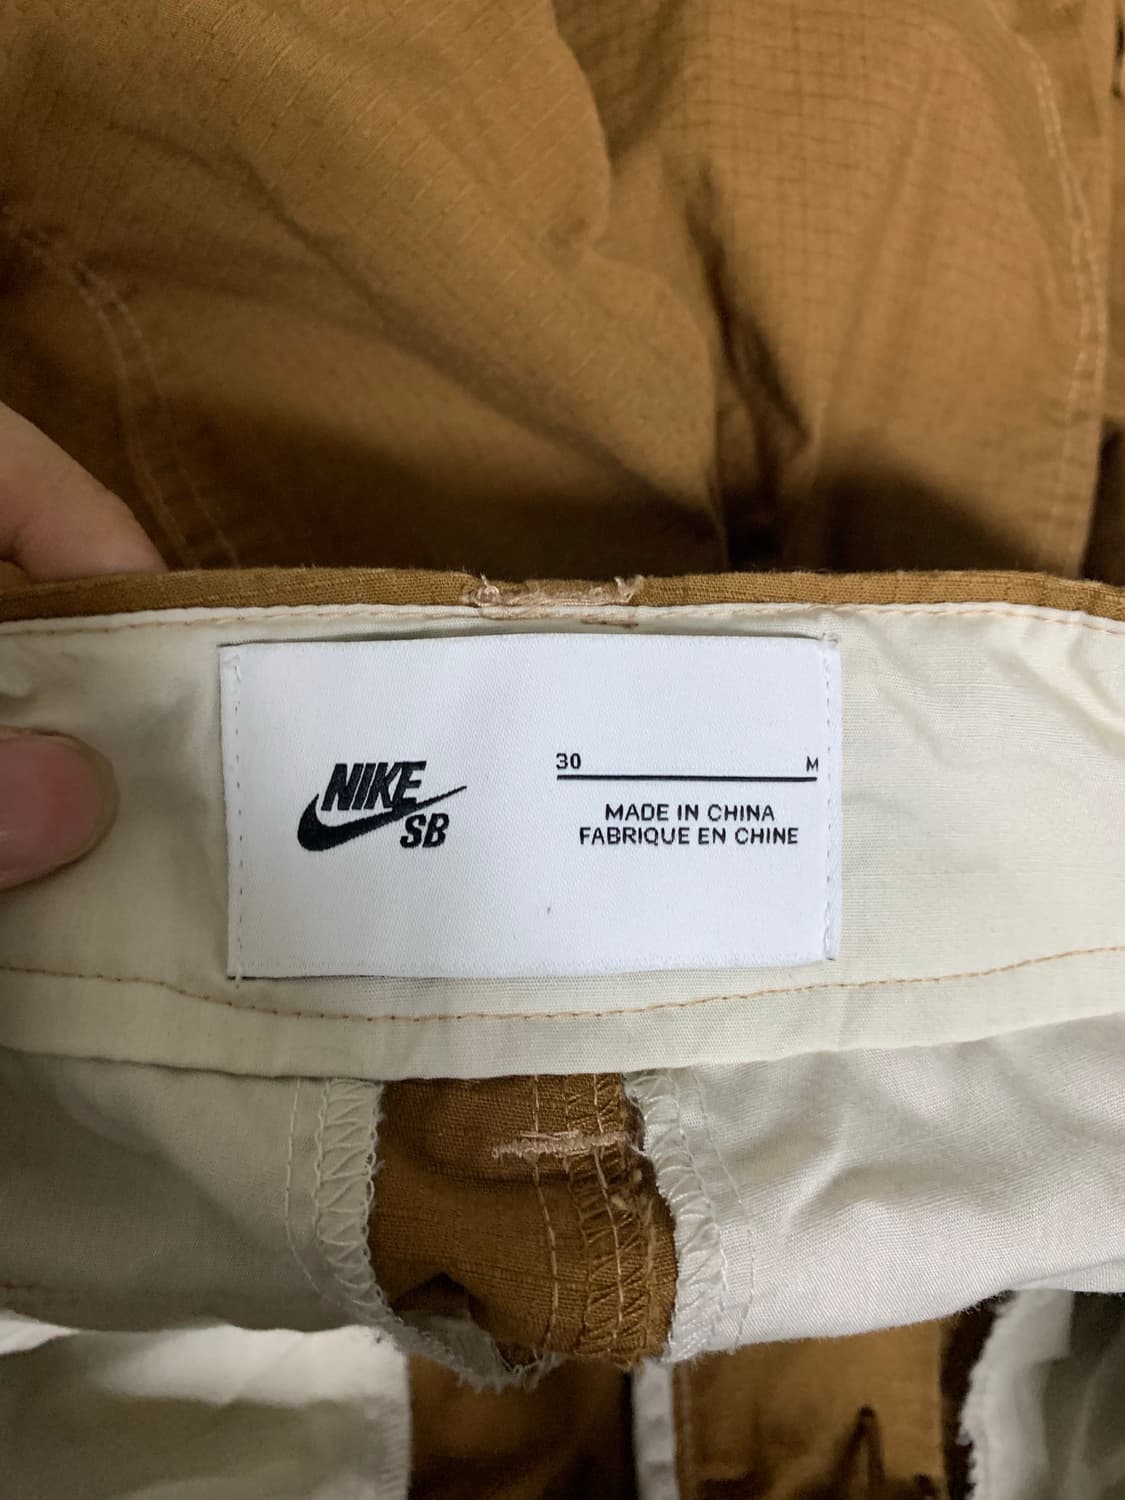 NIKE
SB
30 M
MADE IN CHINA
FABRIQUE EN CHINE